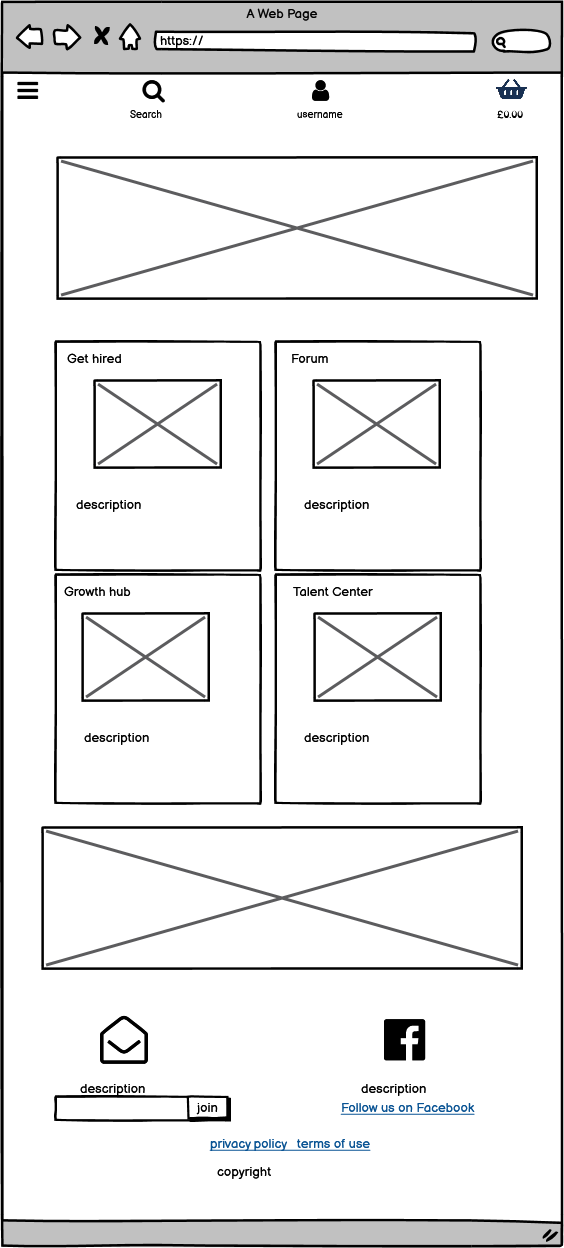 A Web Page
https://
Search username £0.00
Get hired Forum
description description
Growth hub Talent Center
description description
description description
join Follow us on Facebook
privacy policy terms of use
copyright